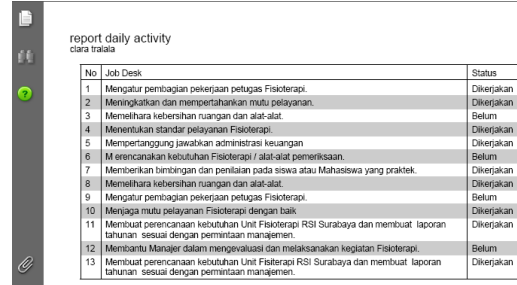 report daily activity
clara tralala
No Job Desk Status
1 Mengatur pembagian pekerjaan petugas Fisioterapi. Dikerjakan
2 Meningkatkan dan mempertahankan mutu pelayanan. Dikerjakan
3 Memelihara kebersihan ruangan dan alat-alat. Belum
4 Menentukan standar pelayanan Fisioterapi. Dikerjakan
5 Mempertanggung jawabkan administrasi keuangan Dikerjakan
6 M erencanakan kebutuhan Fisioterapi / alat-alat pemeriksaan. Belum
7 Memberikan bimbingan dan penilaian pada siswa atau Mahasiswa yang praktek. Dikerjakan
8 Memelihara kebersihan ruangan dan alat-alat. Dikerjakan
9 Mengatur pembagian pekerjaan petugas Fisioterapi. Belum
10 Menjaga mutu pelayanan Fisioterapi dengan baik Dikerjakan
11 Membuat perencanaan kebutuhan Unit Fisioterapi RSI Surabaya dan membuat laporan Dikerjakan
tahunan sesuai dengan permintaan manajemen.
12 Membantu Manajer dalam mengevaluasi dan melaksanakan kegiatan Fisioterapi. Belum
13 Membuat perencanaan kebutuhan Unit Fisiterapi RSI Surabaya dan membuat laporan Dikerjakan
tahunan sesuai dengan permintaan manajemen.